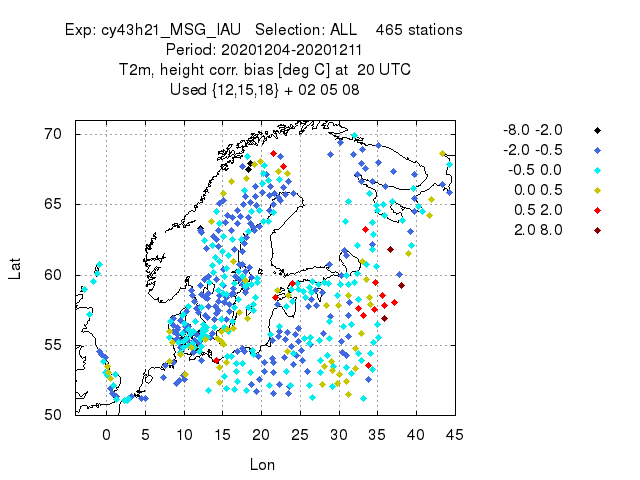 Exp: cy43h21_MSG_IAU Selection: ALL 465 stations
Period: 20201204-20201211
T2m, height corr. bias [deg C] at 20 UTC
Used {12,15,18} + 02 05 08
-8.0 -2.0
-2.0 -0.5
-0.5 0.0
0.0 0.5
0.5 2.0
2.0 8.0
70
65
60
55
50
Lat
0 5 10 15 20 25 30 35 40 45
Lon